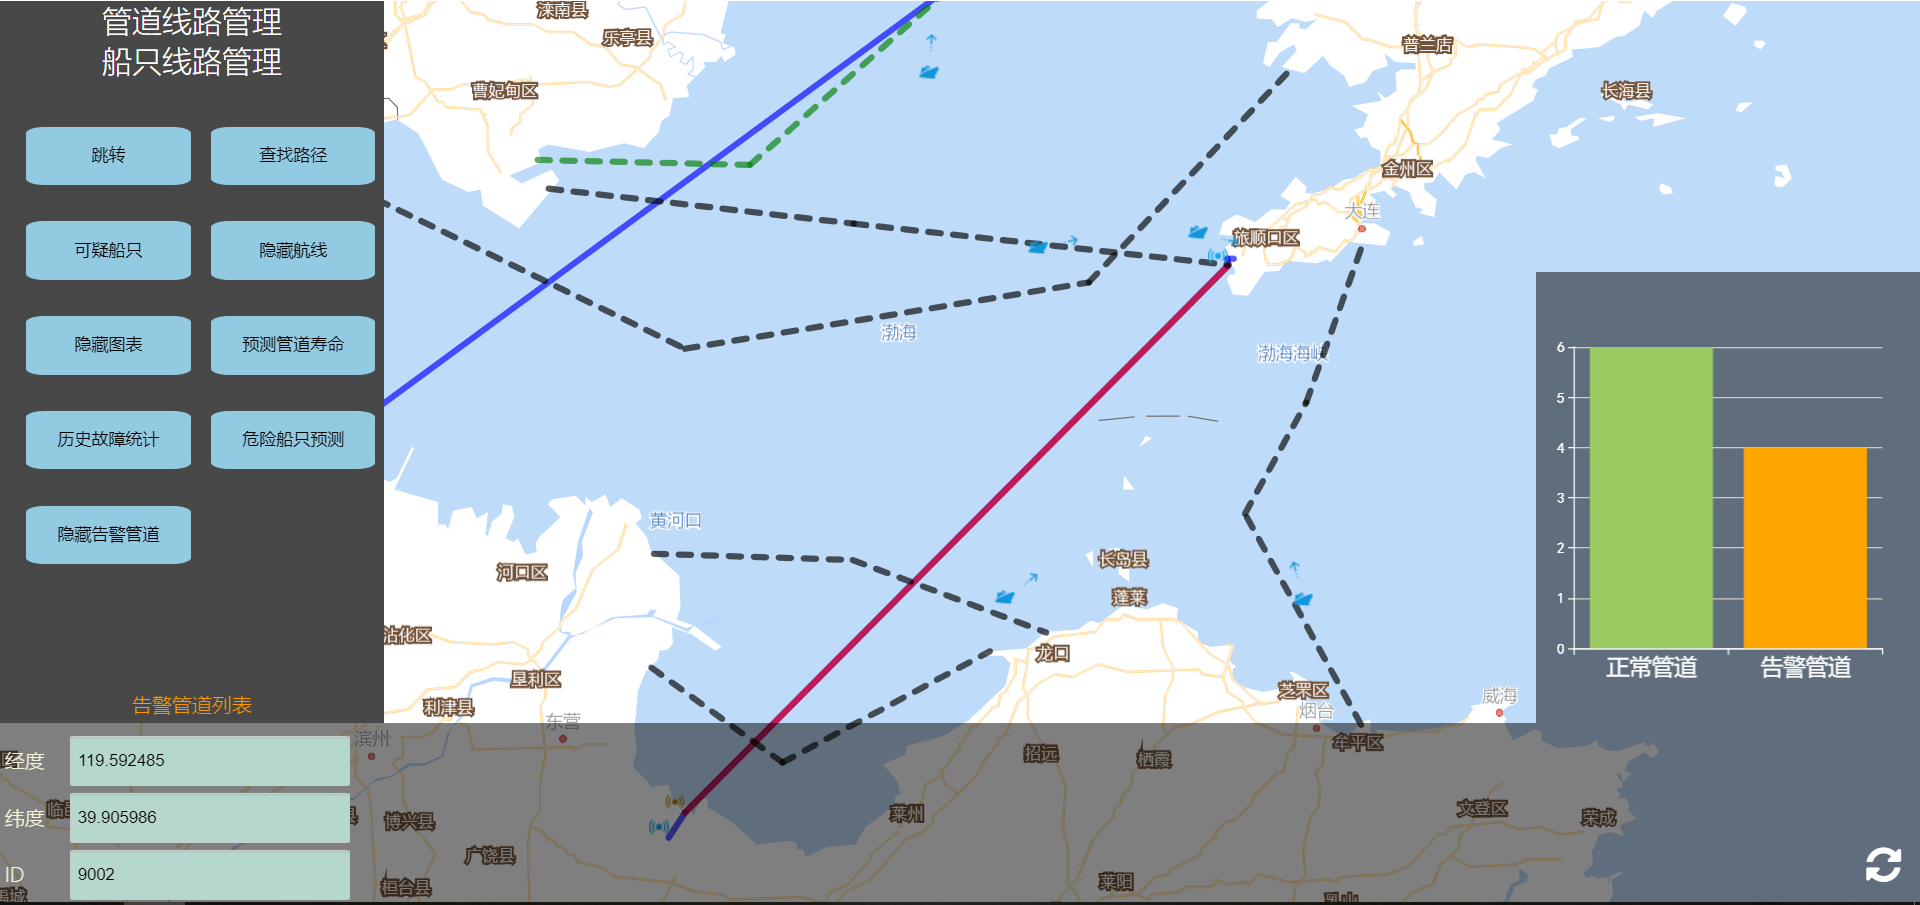 管道线路管理
船只线路管理
跳转
查找路径
可疑船只
隐藏航线
隐藏图表
预测管道寿命
历史故障统计
危险船只预测
隐藏告警管道
告警管道列表
经度
119.592485
纬度
39.905986
ID
9002
滦南县
乐亭县
曹妃甸区
普兰店
长海县
金州区
大连
旅顺口区
渤海
渤海海峡
黄河口
河口区
长岛县
蓬莱
沾化区
龙口
垦利区
利津县
东营
滨州
芝罘区
烟台
威海
牟平区
招远
栖霞
莱州
文登区
荣成
博兴县
广饶县
桓台县
莱阳
乳山
6
5
4
3
2
1
0
正常管道
告警管道